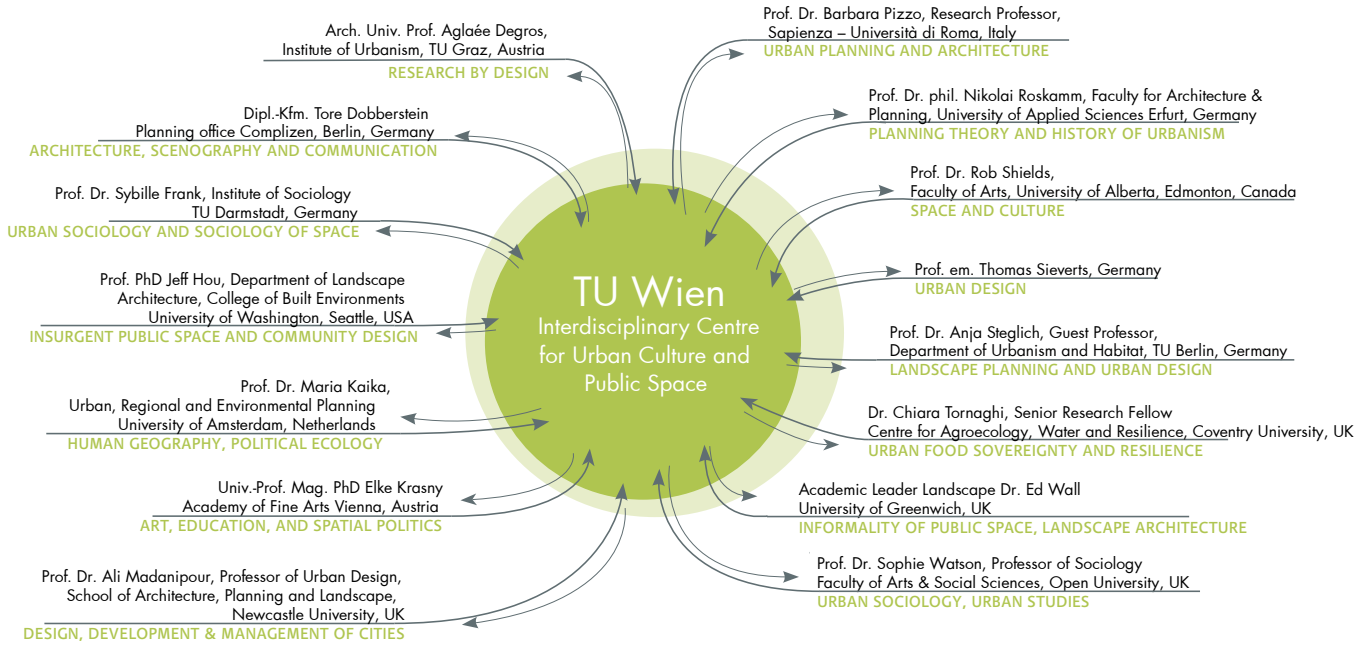 Arch. Univ. Prof. Aglaée Degros,
Institute of Urbanism, TU Graz, Austria
RESEARCH BY DESIGN
Dipl.-Kfm. Tore Dobberstein
Planning office Complizen, Berlin, Germany
ARCHITECTURE, SCENOGRAPHY AND COMMUNICATION
Prof. Dr. Sybille Frank, Institute of Sociology
TU Darmstadt, Germany
URBAN SOCIOLOGY AND SOCIOLOGY OF SPACE
Prof. PhD Jeff Hou, Department of Landscape
Architecture, College of Built Environments
University of Washington, Seattle, USA
INSURGENT PUBLIC SPACE AND COMMUNITY DESIGN
Prof. Dr. Maria Kaika,
Urban, Regional and Environmental Planning
University of Amsterdam, Netherlands
HUMAN GEOGRAPHY, POLITICAL ECOLOGY
Univ.-Prof. Mag. PhD Elke Krasny
Academy of Fine Arts Vienna, Austria
ART, EDUCATION, AND SPATIAL POLITICS
Prof. Dr. Ali Madanipour, Professor of Urban Design,
School of Architecture, Planning and Landscape,
Newcastle University, UK
DESIGN, DEVELOPMENT & MANAGEMENT OF CITIES
TU Wien
Interdisciplinary Centre
for Urban Culture and
Public Space
Prof. Dr. Barbara Pizzo, Research Professor,
Sapienza – Università di Roma, Italy
URBAN PLANNING AND ARCHITECTURE
Prof. Dr. phil. Nikolai Roskamm, Faculty for Architecture &
Planning, University of Applied Sciences Erfurt, Germany
PLANNING THEORY AND HISTORY OF URBANISM
Prof. Dr. Rob Shields,
Faculty of Arts, University of Alberta, Edmonton, Canada
SPACE AND CULTURE
Prof. em. Thomas Sieverts, Germany
URBAN DESIGN
Prof. Dr. Anja Steglich, Guest Professor,
Department of Urbanism and Habitat, TU Berlin, Germany
LANDSCAPE PLANNING AND URBAN DESIGN
Dr. Chiara Tornaghi, Senior Research Fellow
Centre for Agroecology, Water and Resilience, Coventry University, UK
URBAN FOOD SOVEREIGNTY AND RESILIENCE
Academic Leader Landscape Dr. Ed Wall
University of Greenwich, UK
INFORMALITY OF PUBLIC SPACE, LANDSCAPE ARCHITECTURE
Prof. Dr. Sophie Watson, Professor of Sociology
Faculty of Arts & Social Sciences, Open University, UK
URBAN SOCIOLOGY, URBAN STUDIES